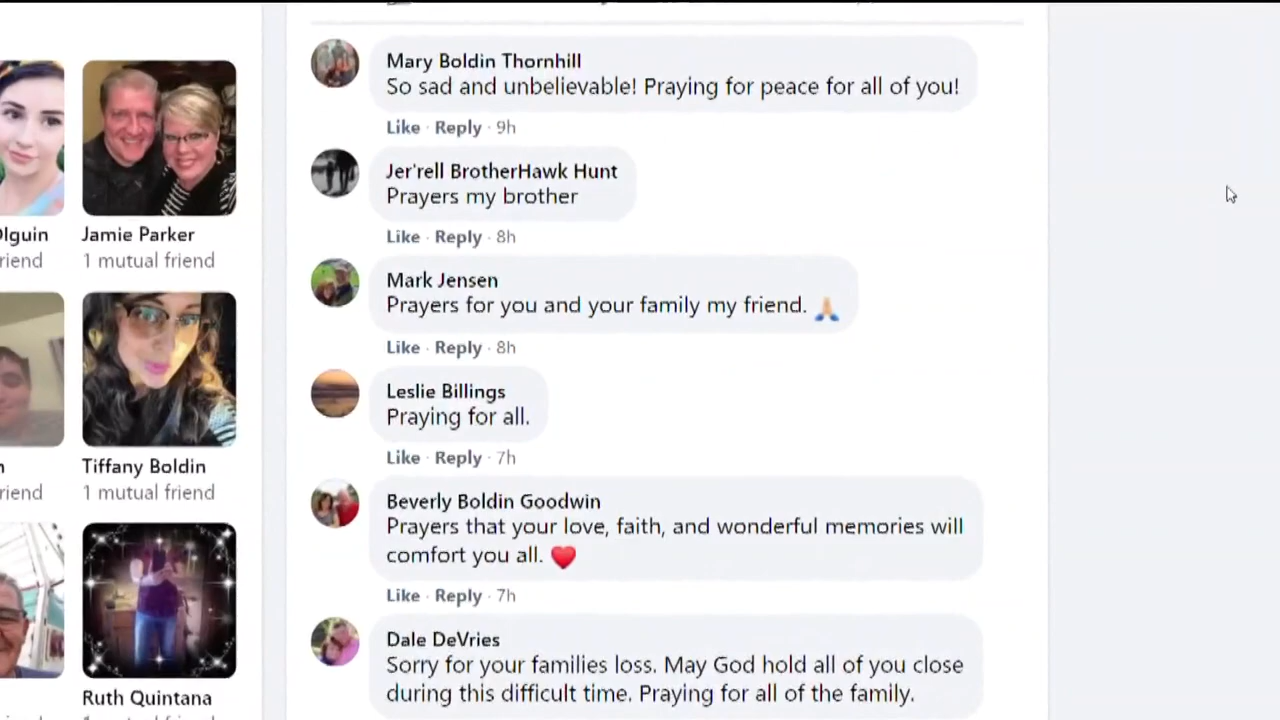 Mary Boldin Thornhill
So sad and unbelievable! Praying for peace for all of you!
Like · Reply · 9h
Jer'rell BrotherHawk Hunt
Prayers my brother
Like · Reply · 8h
Mark Jensen
Prayers for you and your family my friend. 🙏
Like · Reply · 8h
Leslie Billings
Praying for all.
Like · Reply · 7h
Beverly Boldin Goodwin
Prayers that your love, faith, and wonderful memories will
comfort you all. ❤️
Like · Reply · 7h
Dale DeVries
Sorry for your families loss. May God hold all of you close
during this difficult time. Praying for all of the family.
Jamie Parker
1 mutual friend
Tiffany Boldin
1 mutual friend
Ruth Quintana